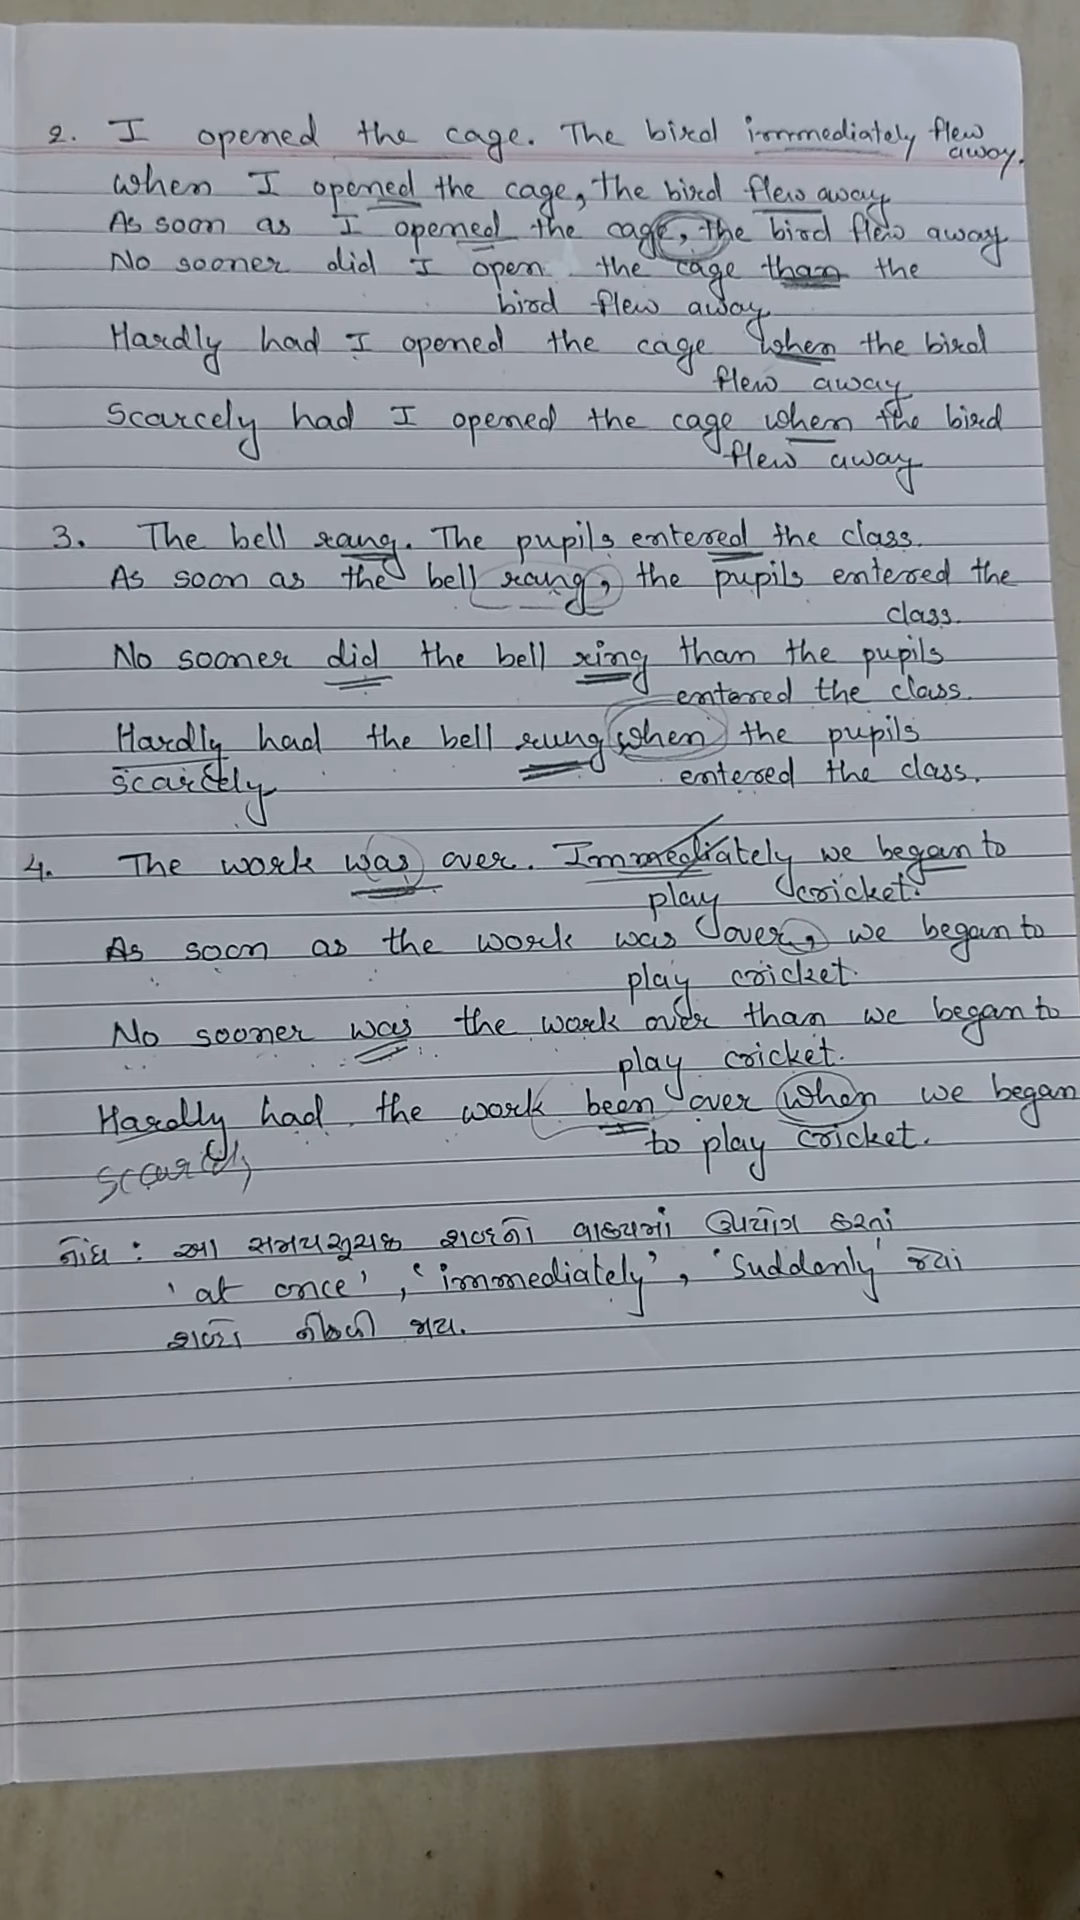 2. I opened the cage. The bird immediately flew
away.
when I opened the cage, the bird flew away
As soon as I opened the cage, the bird flew away
No sooner did I open the cage than the
bird flew away
Hardly had I opened the cage when the bird
flew away
Scarcely had I opened the cage when the bird
flew away
3. The bell rang. The pupils entered the class.
As soon as the bell rang, the pupils entered the
class.
No sooner did the bell ring than the pupils
entered the class.
Hardly had the bell rung when the pupils
scarcely entered the class.
4. The work was over. Immediately we began to
play cricket.
As soon as the work was over, we began to
play cricket.
No sooner was the work over than we began to
play cricket.
Hardly had the work been over when we began
scarcely to play cricket.
નોંધ : આ સમયસૂચક શબ્દનો વાક્યમાં ઉપયોગ કરતાં
'at once', 'immediately', 'suddenly' જેવાં
શબ્દો નીકળી જાય.